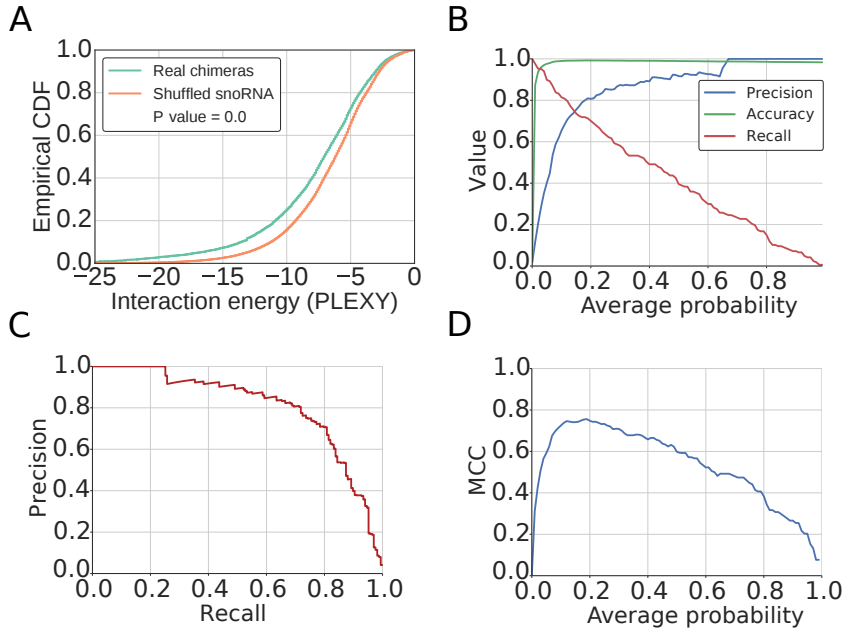 A
Empirical CDF
1.0
0.8
0.6
0.4
0.2
0.0
Real chimeras
Shuffled snoRNA
P value = 0.0
−25 −20 −15 −10 −5 0
Interaction energy (PLEXY)
B
Value
1.0
0.8
0.6
0.4
0.2
0.0
Precision
Accuracy
Recall
0.0 0.2 0.4 0.6 0.8
Average probability
C
Precision
1.0
0.8
0.6
0.4
0.2
0.0
0.0 0.2 0.4 0.6 0.8 1.0
Recall
D
MCC
1.0
0.8
0.6
0.4
0.2
0.0
0.0 0.2 0.4 0.6 0.8 1.0
Average probability